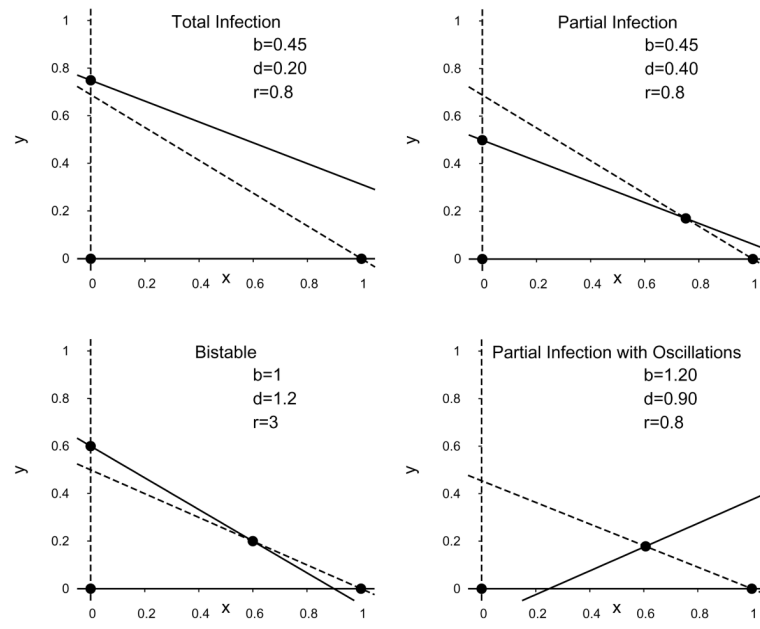 Total Infection
b=0.45
d=0.20
r=0.8
1
0.8
0.6
0.4
0.2
0
y
0 0.2 0.4 0.6 0.8 1
x
Partial Infection
b=0.45
d=0.40
r=0.8
1
0.8
0.6
0.4
0.2
0
y
0 0.2 0.4 0.6 0.8 1
x
Bistable
b=1
d=1.2
r=3
1
0.8
0.6
0.4
0.2
0
y
0 0.2 0.4 0.6 0.8 1
x
Partial Infection with Oscillations
b=1.20
d=0.90
r=0.8
1
0.8
0.6
0.4
0.2
0
y
0 0.2 0.4 0.6 0.8 1
x